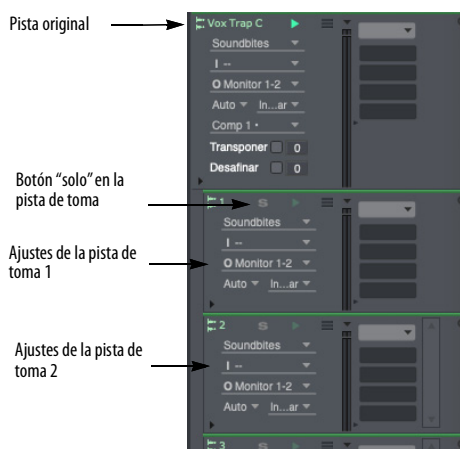 Pista original
Vox Trap C
Soundbites
I --
O Monitor 1-2
Auto In...ar
Comp 1 •
Transponer 0
Desafinar 0
Botón “solo” en la
pista de toma
1 S
Soundbites
I --
Ajustes de la pista de
toma 1
O Monitor 1-2
Auto In...ar
2 S
Soundbites
Ajustes de la pista de
toma 2
I --
O Monitor 1-2
Auto In...ar
3 S